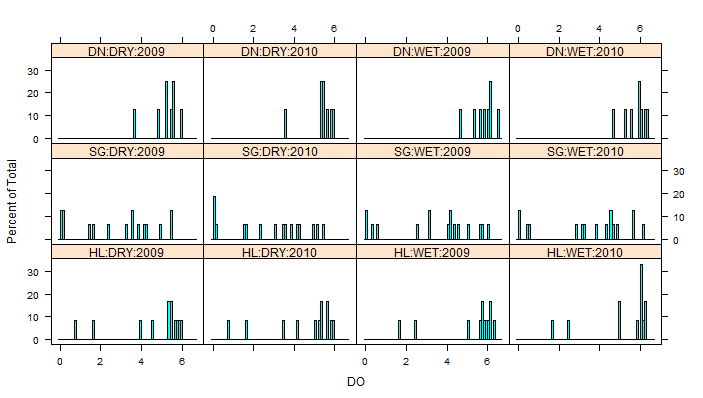 0 2 4 6 0 2 4 6
DN:DRY:2009 DN:DRY:2010 DN:WET:2009 DN:WET:2010
30
20
10
0
SG:DRY:2009 SG:DRY:2010 SG:WET:2009 SG:WET:2010
30
20
10
0
Percent of Total
HL:DRY:2009 HL:DRY:2010 HL:WET:2009 HL:WET:2010
30
20
10
0
0 2 4 6 0 2 4 6
DO